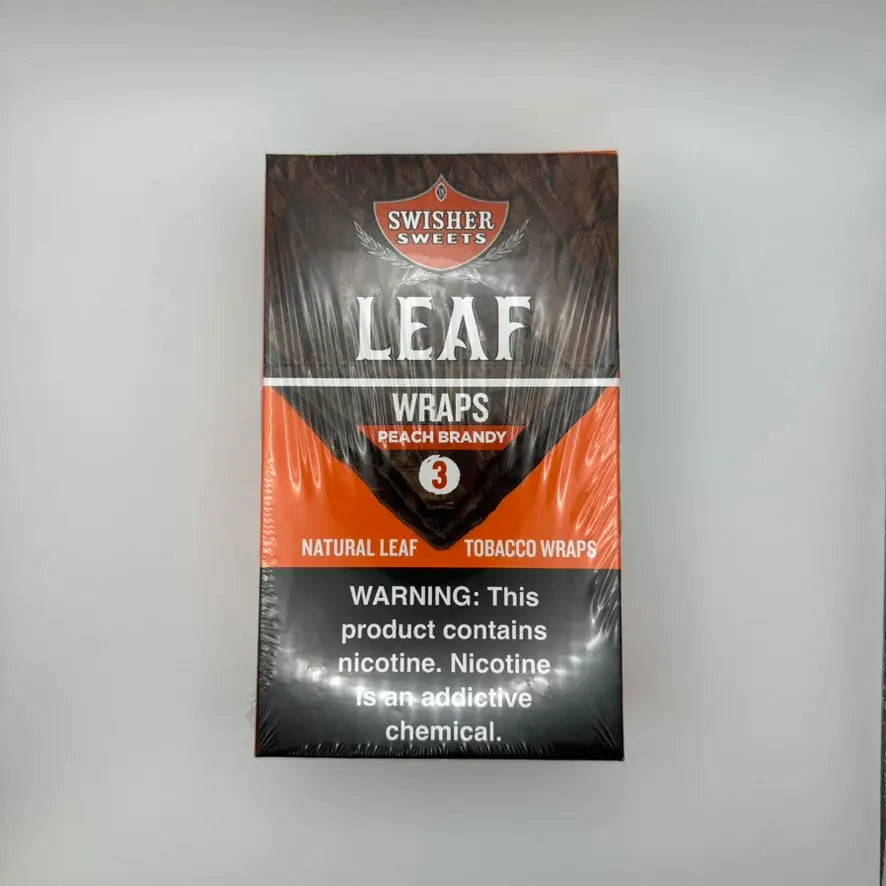 SWISHER
SWEETS
LEAF
WRAPS
PEACH BRANDY
3
NATURAL LEAF TOBACCO WRAPS
WARNING: This
product contains
nicotine. Nicotine
is an addictive
chemical.